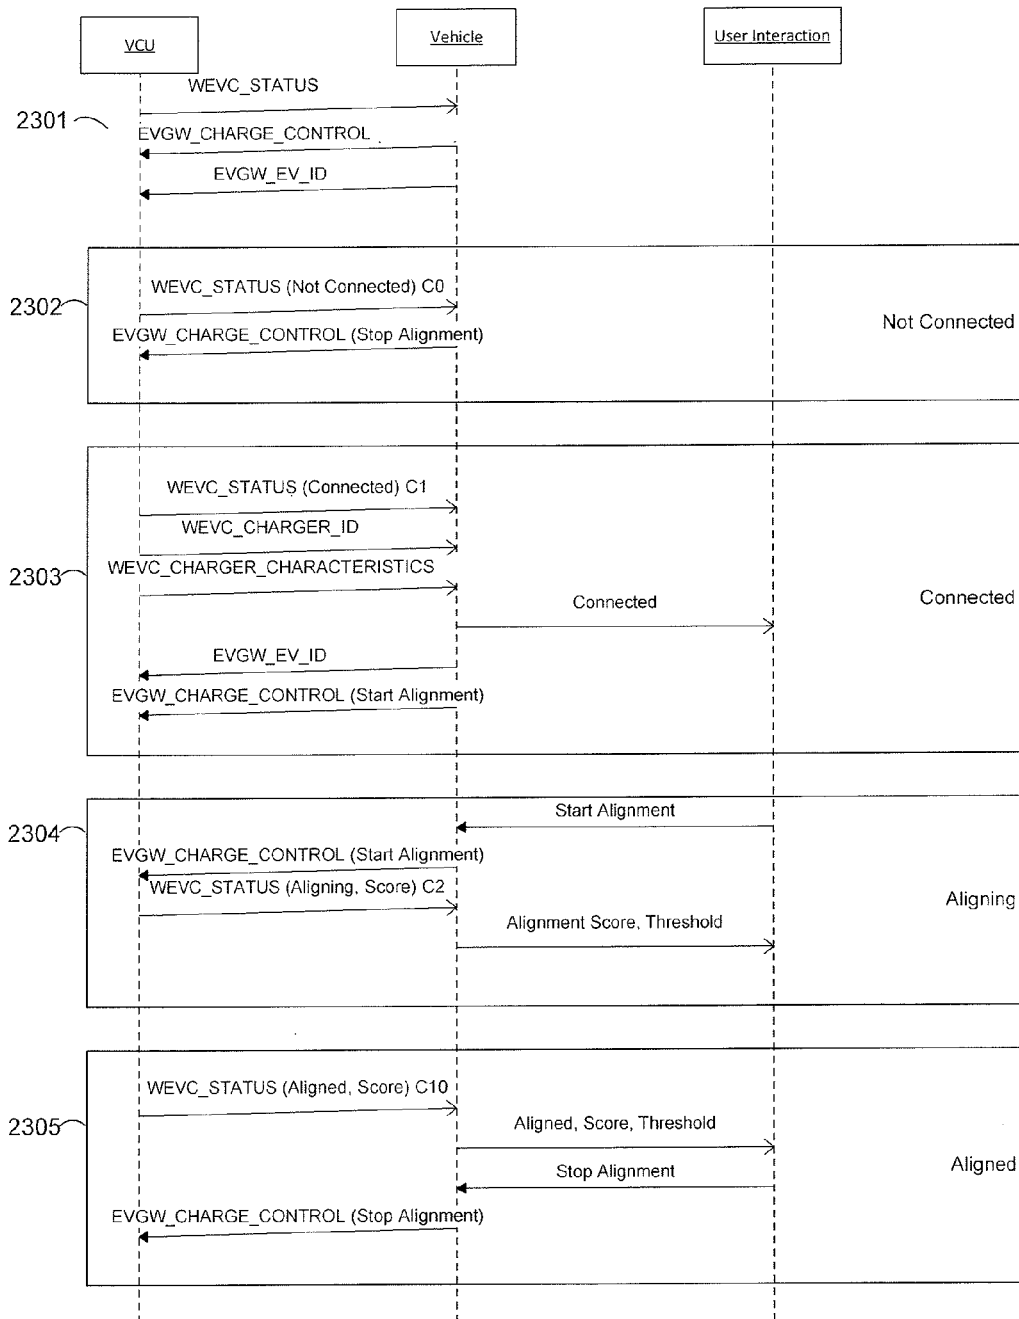 VCU
Vehicle
User Interaction
WEVC_STATUS
2301
EVGW_CHARGE_CONTROL
EVGW_EV_ID
2302
WEVC_STATUS (Not Connected) C0
Not Connected
EVGW_CHARGE_CONTROL (Stop Alignment)
WEVC_STATUS (Connected) C1
WEVC_CHARGER_ID
2303
WEVC_CHARGER_CHARACTERISTICS
Connected
Connected
EVGW_EV_ID
EVGW_CHARGE_CONTROL (Start Alignment)
Start Alignment
2304
EVGW_CHARGE_CONTROL (Start Alignment)
WEVC_STATUS (Aligning, Score) C2
Aligning
Alignment Score, Threshold
WEVC_STATUS (Aligned, Score) C10
2305
Aligned, Score, Threshold
Aligned
Stop Alignment
EVGW_CHARGE_CONTROL (Stop Alignment)